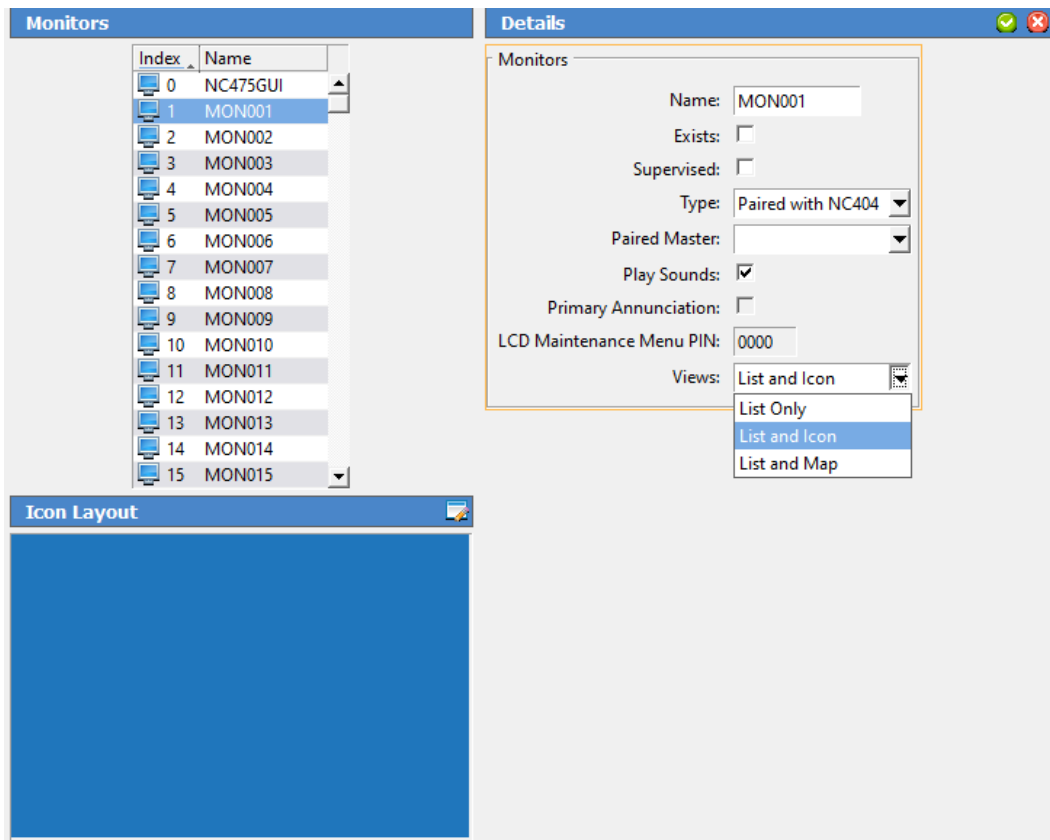 Monitors
Index Name
0 NC475GUI
1 MON001
2 MON002
3 MON003
4 MON004
5 MON005
6 MON006
7 MON007
8 MON008
9 MON009
10 MON010
11 MON011
12 MON012
13 MON013
14 MON014
15 MON015
Icon Layout
Details
Monitors
Name: MON001
Exists:
Supervised:
Type: Paired with NC404
Paired Master:
Play Sounds:
Primary Annunciation:
LCD Maintenance Menu PIN: 0000
Views: List and Icon
List Only
List and Icon
List and Map